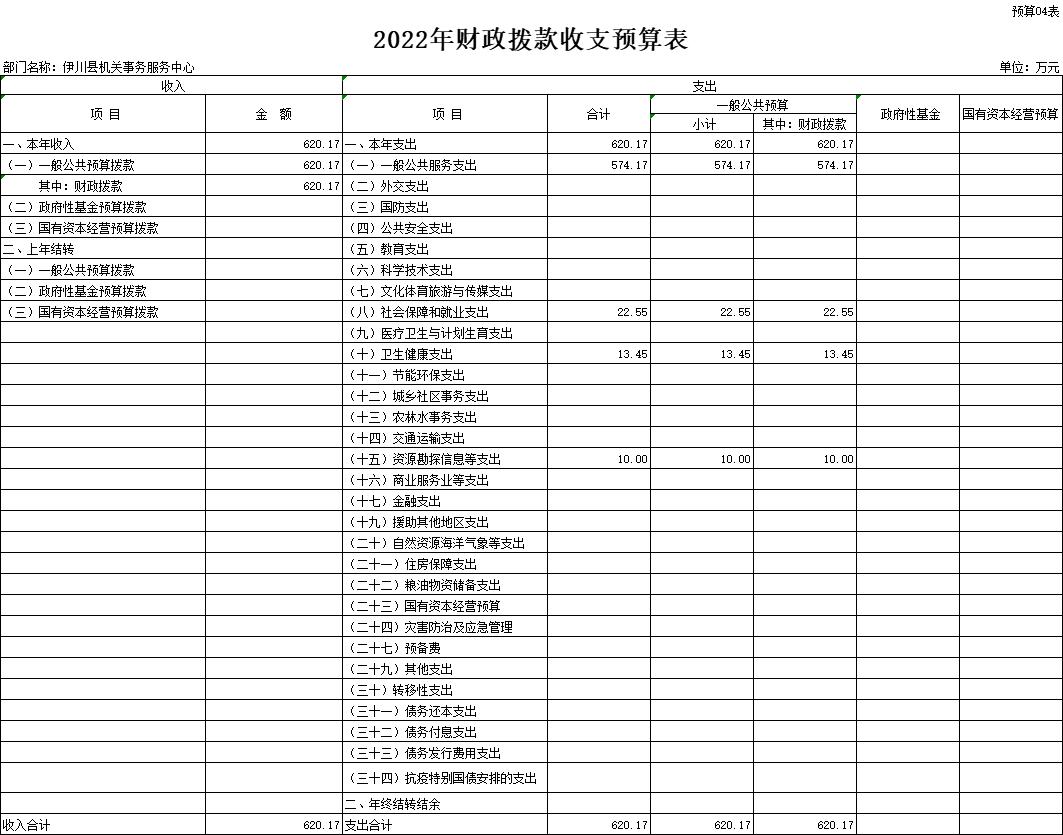 预算04表
2022年财政拨款收支预算表
部门名称：伊川县机关事务服务中心 单位：万元
收入 支出
项 目 金 额 项 目 合计 一般公共预算 政府性基金 国有资本经营预算
小计 其中：财政拨款
一、本年收入 620.17 一、本年支出 620.17 620.17 620.17
（一）一般公共预算拨款 620.17 （一）一般公共服务支出 574.17 574.17 574.17
其中：财政拨款 620.17 （二）外交支出
（二）政府性基金预算拨款 （三）国防支出
（三）国有资本经营预算拨款 （四）公共安全支出
二、上年结转 （五）教育支出
（一）一般公共预算拨款 （六）科学技术支出
（二）政府性基金预算拨款 （七）文化体育旅游与传媒支出
（三）国有资本经营预算拨款 （八）社会保障和就业支出 22.55 22.55 22.55
（九）医疗卫生与计划生育支出
（十）卫生健康支出 13.45 13.45 13.45
（十一）节能环保支出
（十二）城乡社区事务支出
（十三）农林水事务支出
（十四）交通运输支出
（十五）资源勘探信息等支出 10.00 10.00 10.00
（十六）商业服务业等支出
（十七）金融支出
（十九）援助其他地区支出
（二十）自然资源海洋气象等支出
（二十一）住房保障支出
（二十二）粮油物资储备支出
（二十三）国有资本经营预算
（二十四）灾害防治及应急管理
（二十七）预备费
（二十九）其他支出
（三十）转移性支出
（三十一）债务还本支出
（三十二）债务付息支出
（三十三）债务发行费用支出
（三十四）抗疫特别国债安排的支出
二、年终结转结余
收入合计 620.17 支出合计 620.17 620.17 620.17